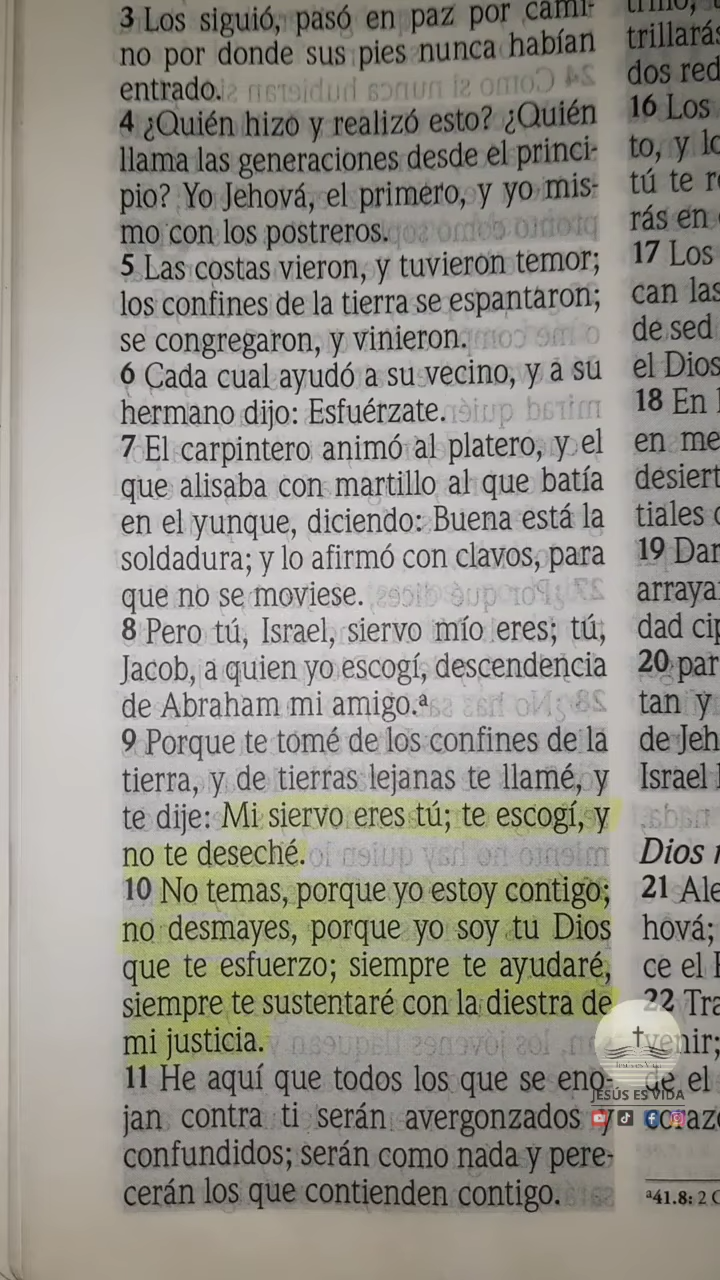 3 Los siguió, pasó en paz por cami-
no por donde sus pies nunca habían
entrado.
4 ¿Quién hizo y realizó esto? ¿Quién
llama las generaciones desde el princi-
pio? Yo Jehová, el primero, y yo mis-
mo con los postreros.
5 Las costas vieron, y tuvieron temor;
los confines de la tierra se espantaron;
se congregaron, y vinieron.
6 Cada cual ayudó a su vecino, y a su
hermano dijo: Esfuérzate.
7 El carpintero animó al platero, y el
que alisaba con martillo al que batía
en el yunque, diciendo: Buena está la
soldadura; y lo afirmó con clavos, para
que no se moviese.
8 Pero tú, Israel, siervo mío eres; tú,
Jacob, a quien yo escogí, descendencia
de Abraham mi amigo.ª
9 Porque te tomé de los confines de la
tierra, y de tierras lejanas te llamé, y
te dije: Mi siervo eres tú; te escogí, y
no te deseché.
10 No temas, porque yo estoy contigo;
no desmayes, porque yo soy tu Dios
que te esfuerzo; siempre te ayudaré,
siempre te sustentaré con la diestra de
mi justicia.
11 He aquí que todos los que se eno-
jan contra ti serán avergonzados y
confundidos; serán como nada y pere-
cerán los que contienden contigo.
trillarás
dos red
16 Los
to, y lo
tú te r
rás en
17 Los
can las
de sed
el Dios
18 En
en me
desiert
tiales
19 Dar
arraya
dad cip
20 par
tan y
de Jeh
Israel
Dios
21 Ale
hová;
ce el
22 Tra
venir;
de el
corazo
ª41.8: 2 C
JESÚS ES VIDA